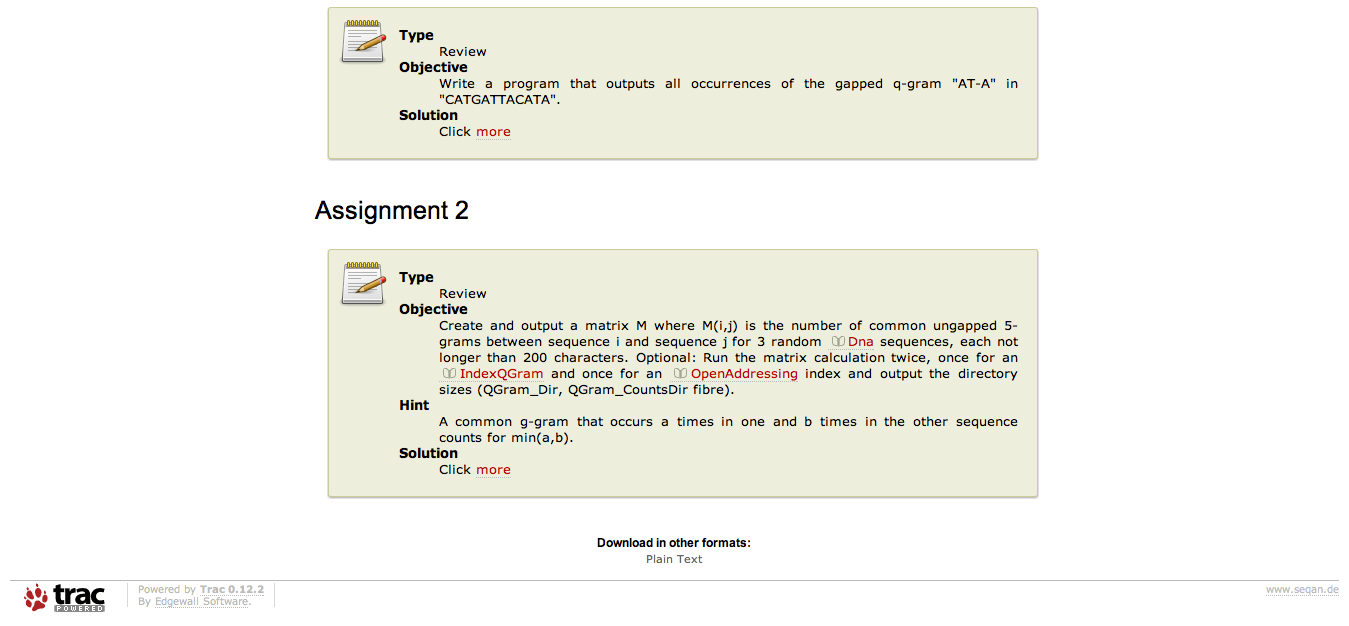 Type
Review
Objective
Write a program that outputs all occurrences of the gapped q-gram "AT-A" in
"CATGATTACATA".
Solution
Click more
Assignment 2
Type
Review
Objective
Create and output a matrix M where M(i,j) is the number of common ungapped 5-
grams between sequence i and sequence j for 3 random Dna sequences, each not
longer than 200 characters. Optional: Run the matrix calculation twice, once for an
IndexQGram and once for an OpenAddressing index and output the directory
sizes (QGram_Dir, QGram_CountsDir fibre).
Hint
A common g-gram that occurs a times in one and b times in the other sequence
counts for min(a,b).
Solution
Click more
Download in other formats:
Plain Text
trac
POWERED
Powered by Trac 0.12.2
By Edgewall Software.
www.seqan.de